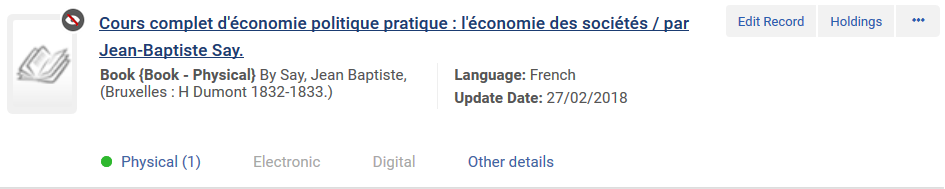 Cours complet d'économie politique pratique : l'économie des sociétés / par
Jean-Baptiste Say.
Edit Record Holdings ...
Book {Book - Physical} By Say, Jean Baptiste,
(Bruxelles : H Dumont 1832-1833.)
Language: French
Update Date: 27/02/2018
Physical (1) Electronic Digital Other details